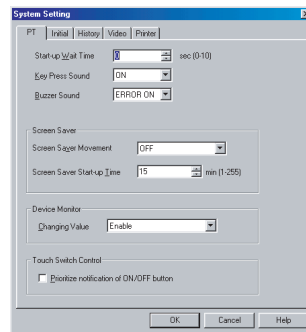 System Setting
PT Initial History Video Printer
Start-up Wait Time 0 sec (0-10)
Key Press Sound ON
Buzzer Sound ERROR ON
Screen Saver
Screen Saver Movement OFF
Screen Saver Start-up Time 15 min (1-255)
Device Monitor
Changing Value Enable
Touch Switch Control
Prioritize notification of ON/OFF button
OK Cancel Help